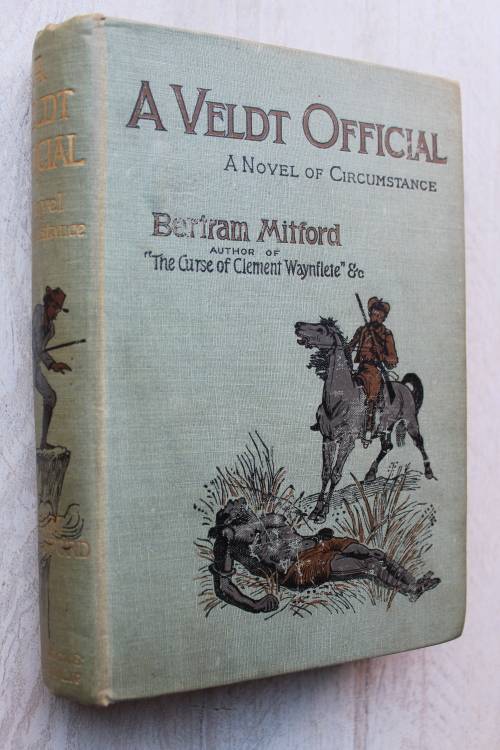 A VELDT OFFICIAL
A NOVEL OF CIRCUMSTANCE
Bertram Mitford
AUTHOR OF
"The Curse of Clement Waynflete" &c